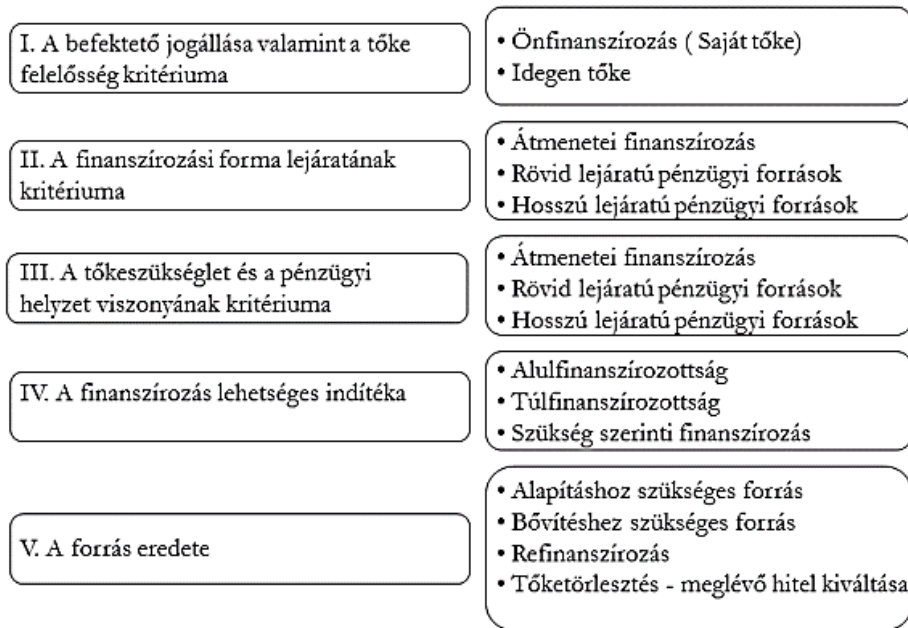 I. A befektető jogállása valamint a tőke
felelősség kritériuma
• Önfinanszírozás ( Saját tőke)
• Idegen tőke
II. A finanszírozási forma lejáratának
kritériuma
• Átmenetei finanszírozás
• Rövid lejáratú pénzügyi források
• Hosszú lejáratú pénzügyi források
III. A tőkeszükséglet és a pénzügyi
helyzet viszonyának kritériuma
• Átmenetei finanszírozás
• Rövid lejáratú pénzügyi források
• Hosszú lejáratú pénzügyi források
IV. A finanszírozás lehetséges indítéka
• Alulfinanszírozottság
• Túlfinanszírozottság
• Szükség szerinti finanszírozás
V. A forrás eredete
• Alapításhoz szükséges forrás
• Bővítéshez szükséges forrás
• Refinanszírozás
• Tőketörlesztés - meglévő hitel kiváltása